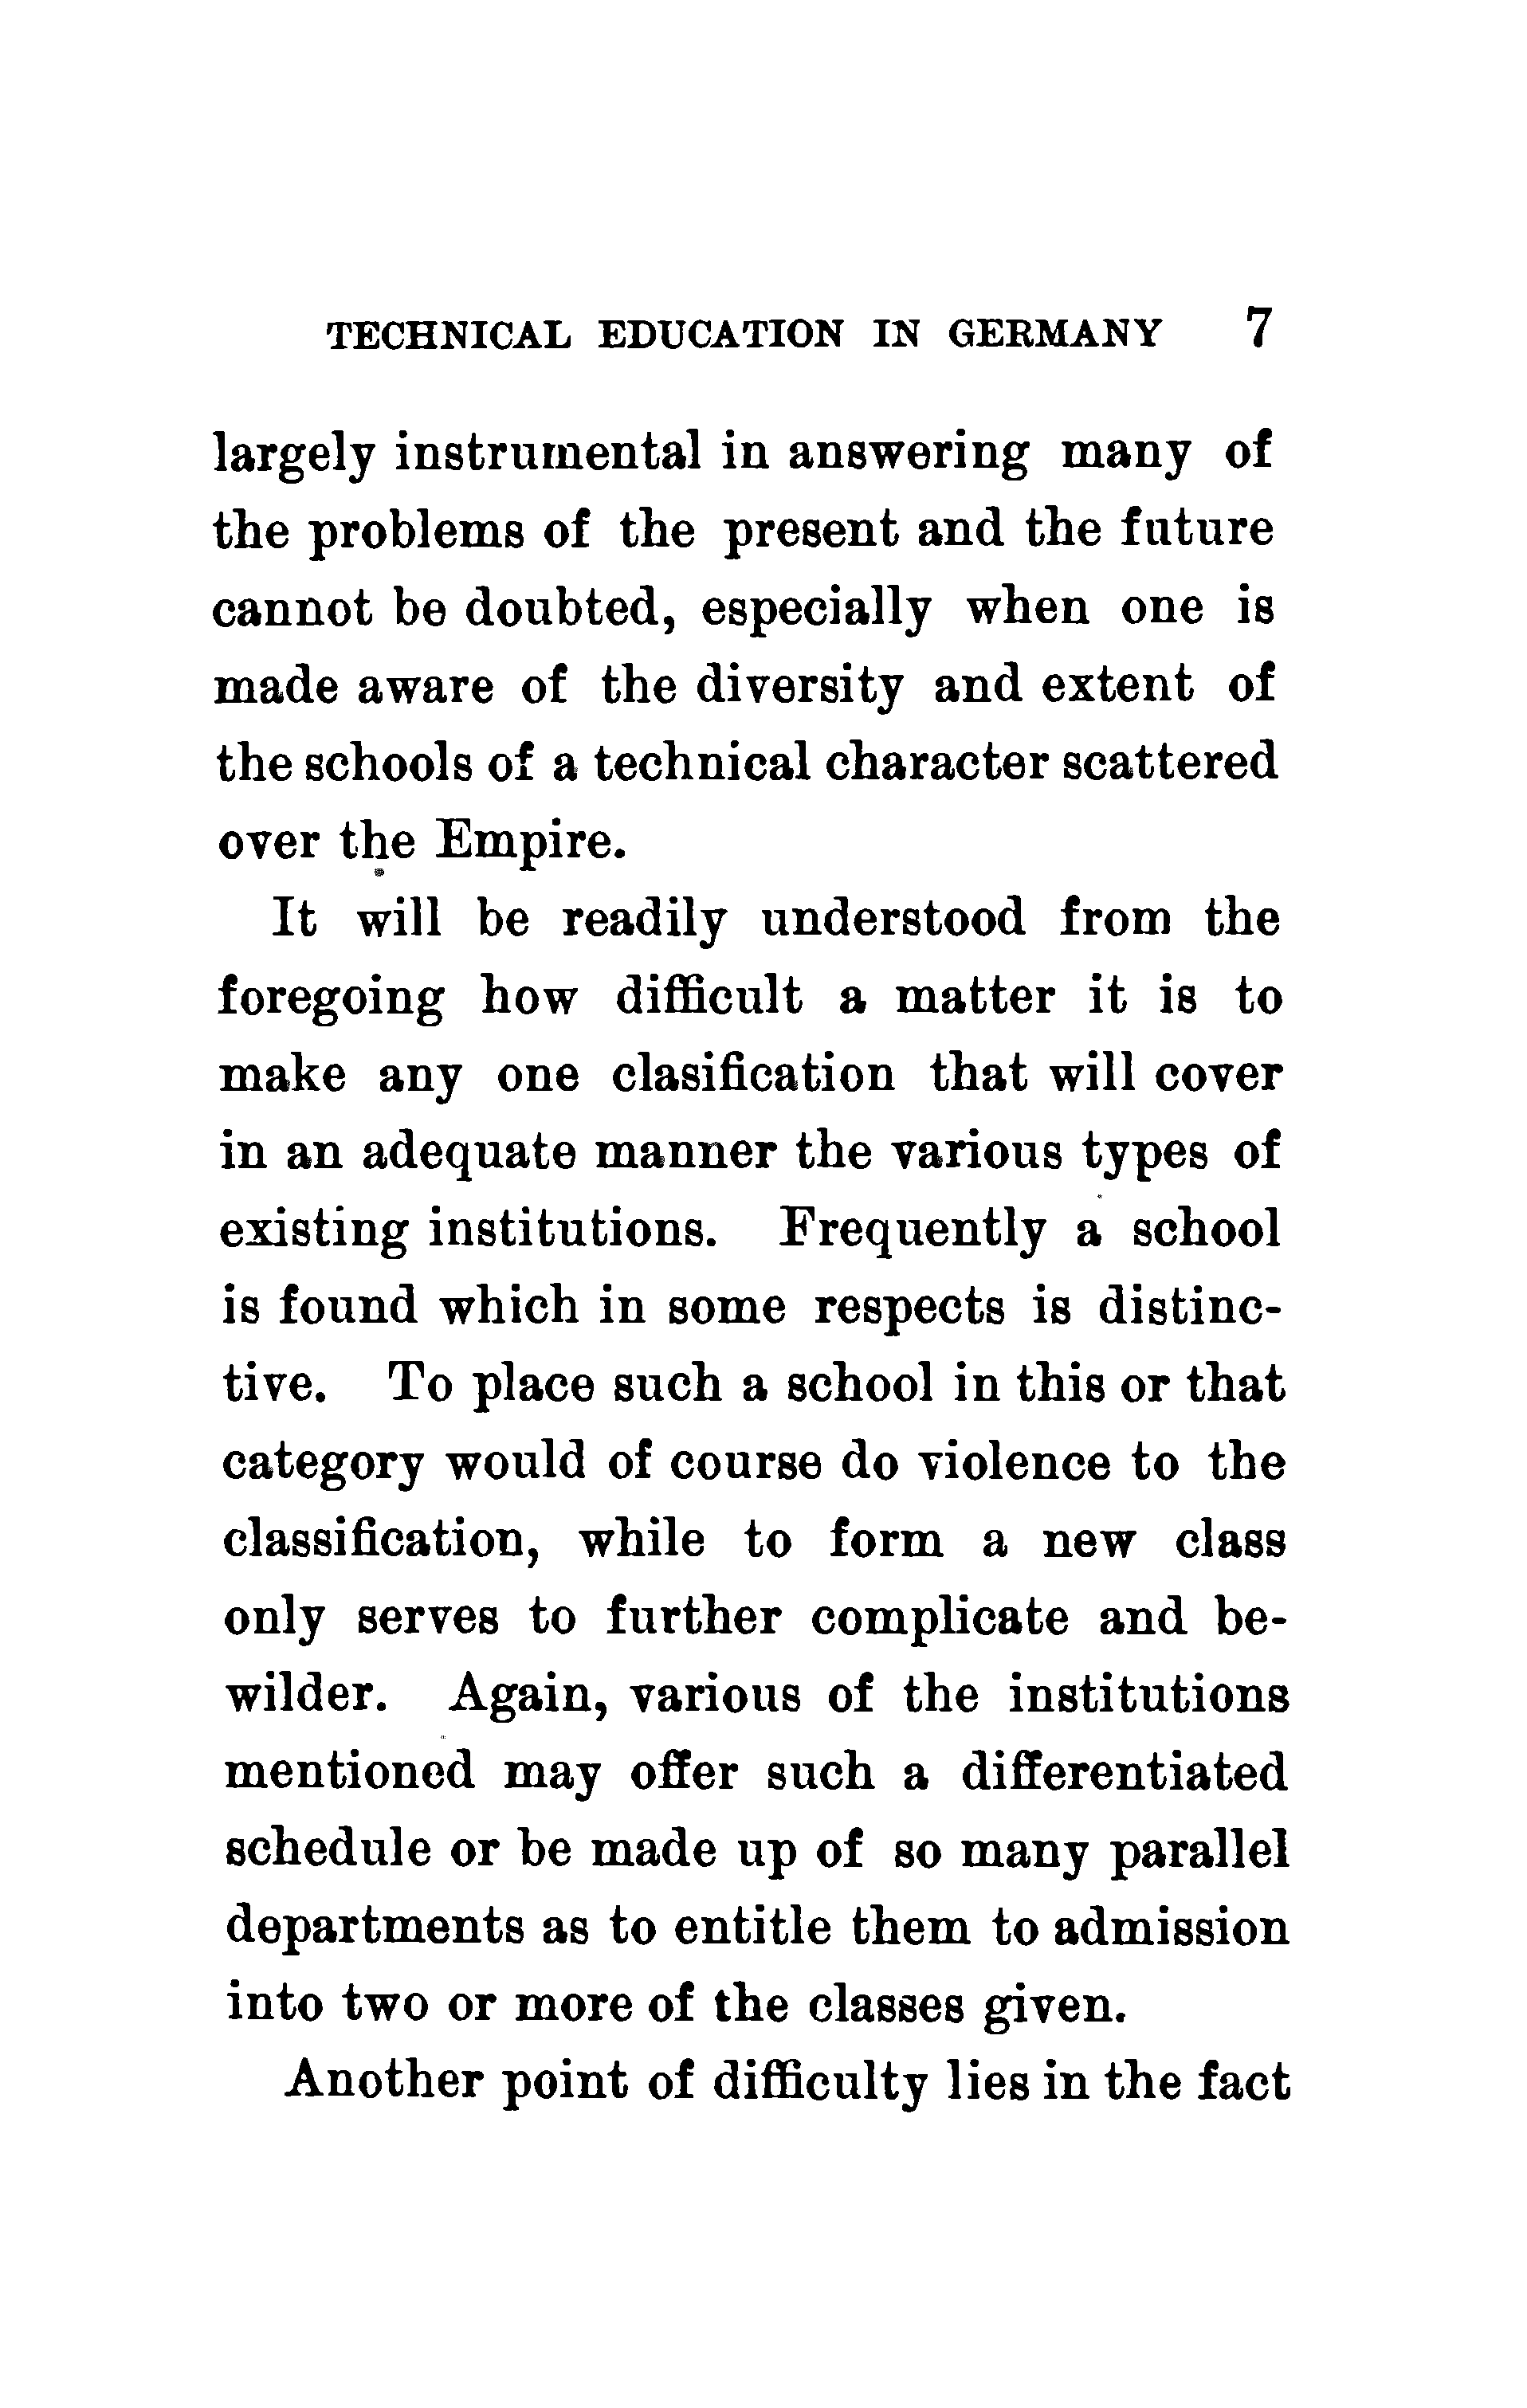 TECHNICAL EDUCATION IN GERMANY 7
largely instrumental in answering many of
the problems of the present and the future
cannot be doubted, especially when one is
made aware of the diversity and extent of
the schools of a technical character scattered
over the Empire.
It will be readily understood from the
foregoing how difficult a matter it is to
make any one clasification that will cover
in an adequate manner the various types of
existing institutions. Frequently a school
is found which in some respects is distinc-
tive. To place such a school in this or that
category would of course do violence to the
classification, while to form a new class
only serves to further complicate and be-
wilder. Again, various of the institutions
mentioned may offer such a differentiated
schedule or be made up of so many parallel
departments as to entitle them to admission
into two or more of the classes given.
Another point of difficulty lies in the fact